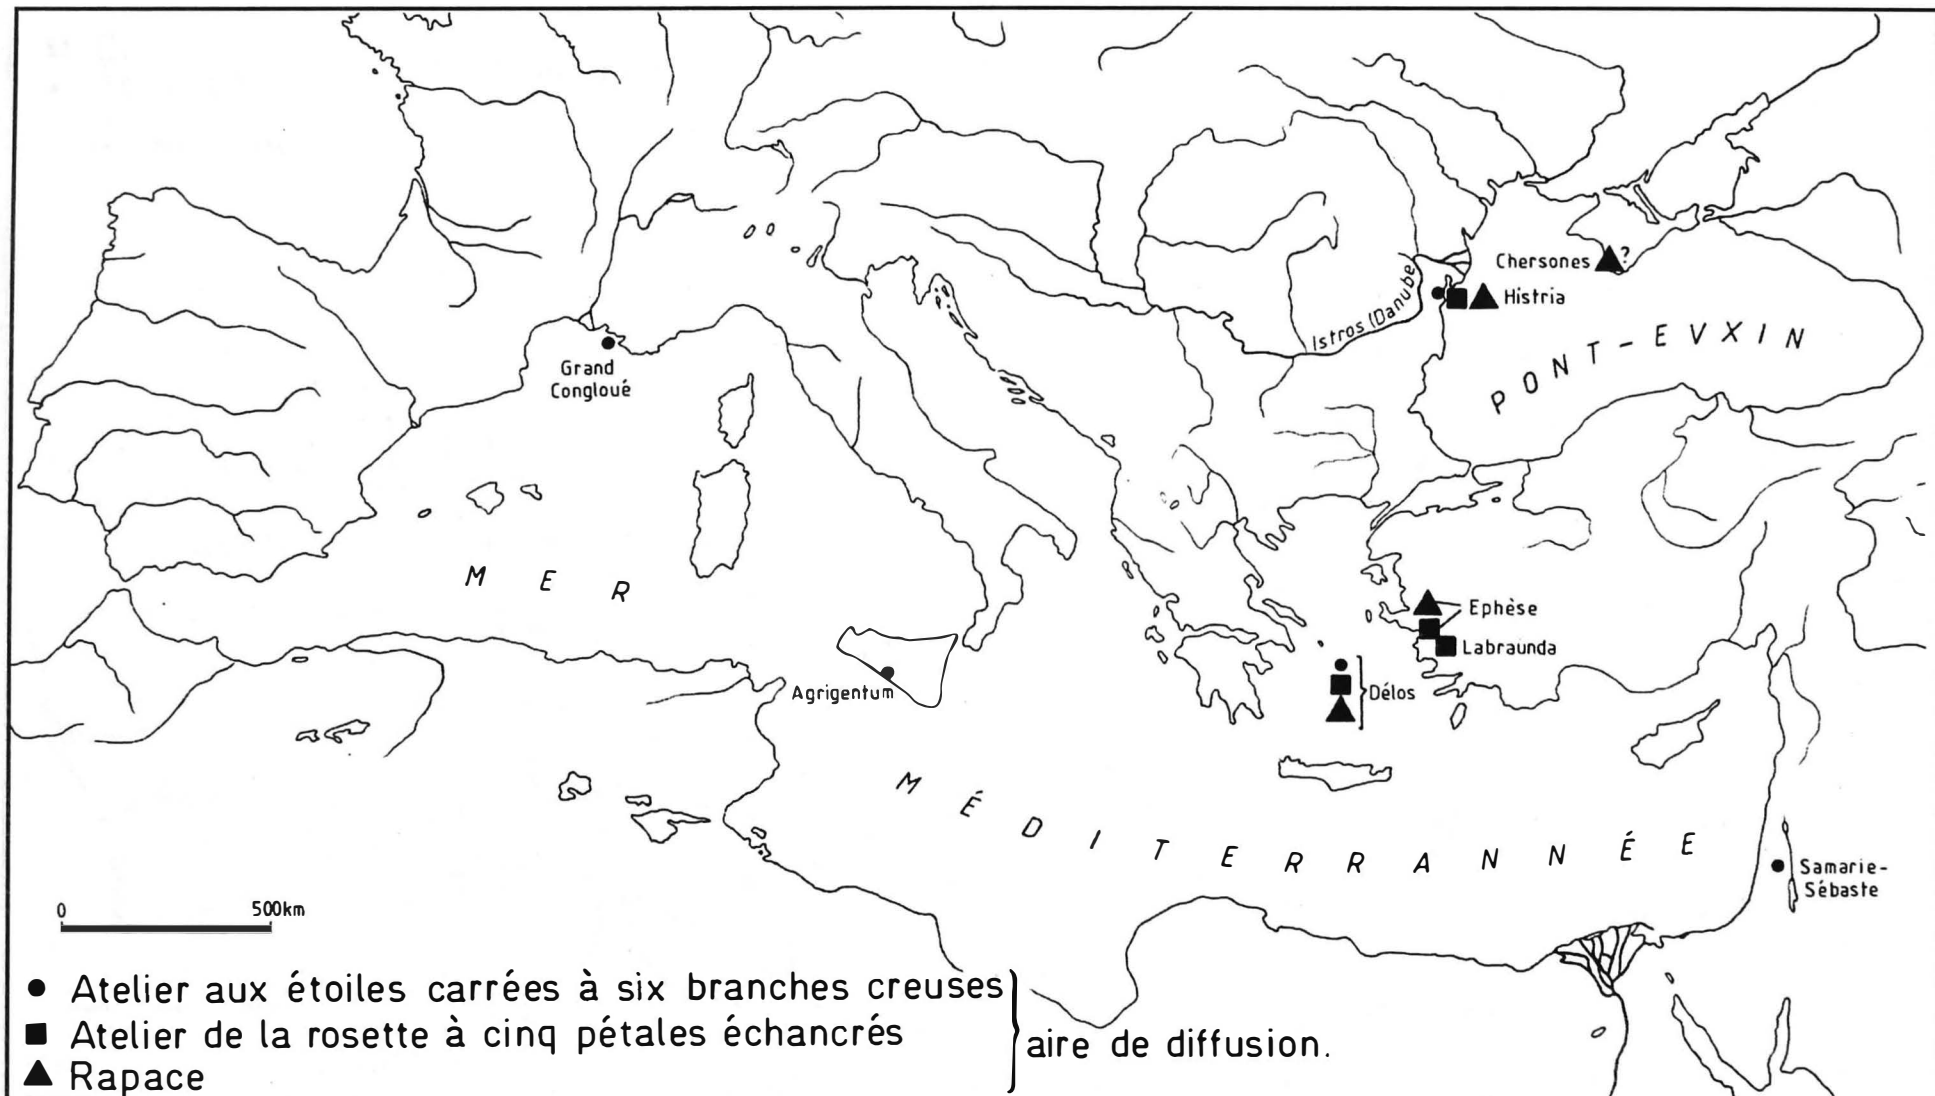 Chersones ?
Histria
Istros (Danube
PONT-EVXIN
Grand
Congloué
MER
Ephèse
Labraunda
Agrigentum
Délos
MÉDITERRANNÉE
Samarie-
Sébaste
0 500km
Atelier aux étoiles carrées à six branches creuses
Atelier de la rosette à cinq pétales échancrés
aire de diffusion.
Rapace